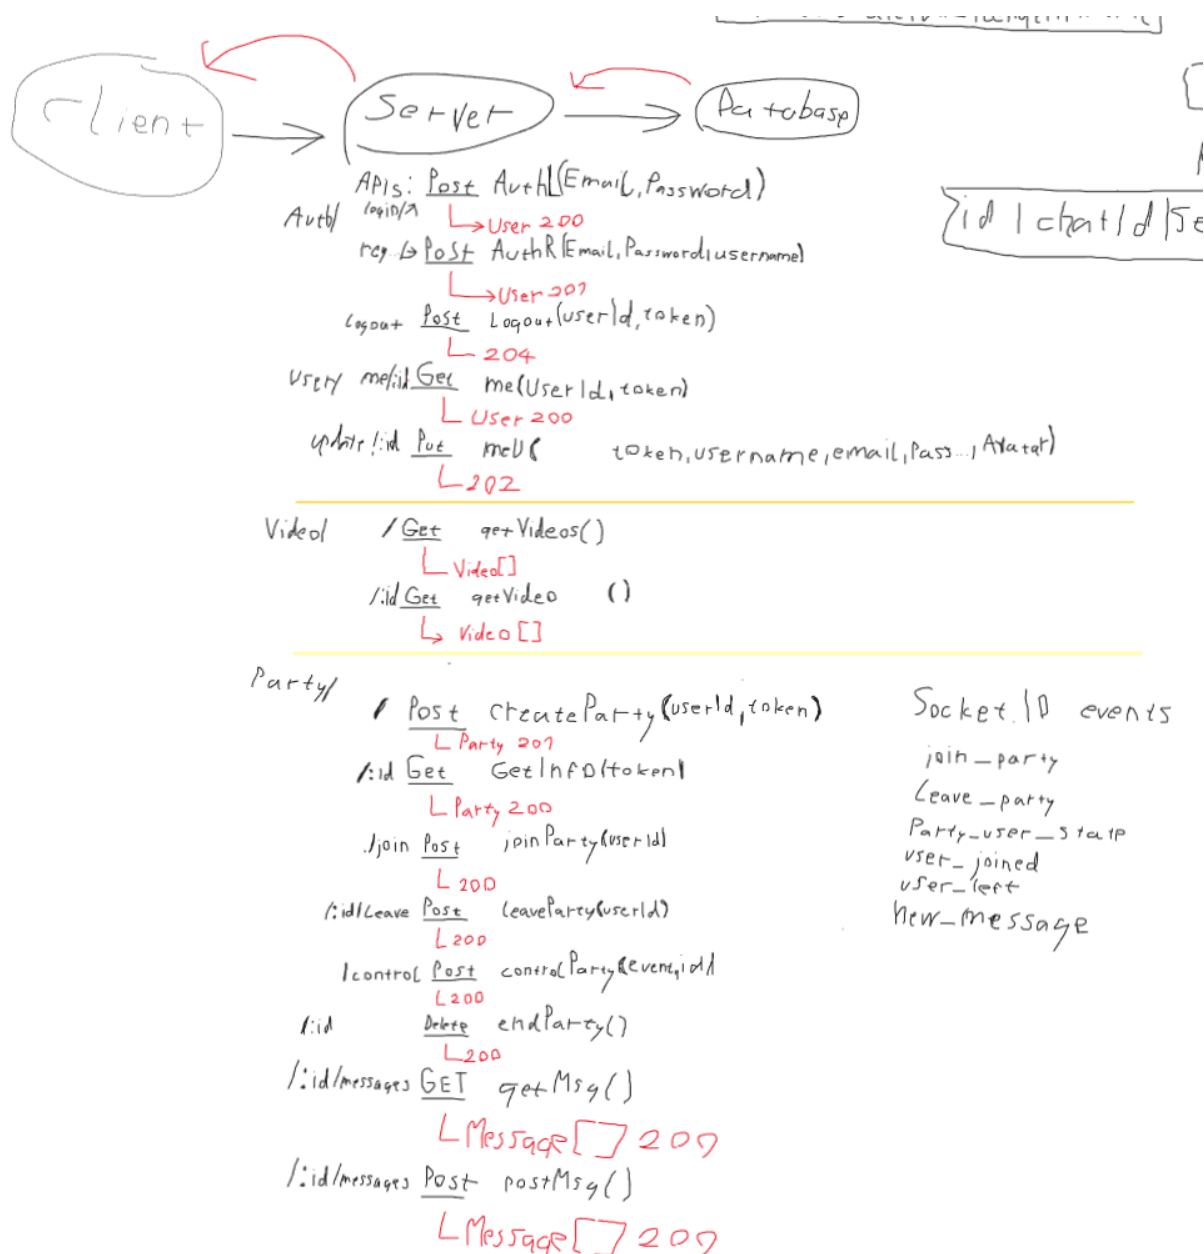 Client
Server
Database
id | chatId | Se
APIs: Post AuthL(Email, Password)
Auth/ login/
User 200
reg Post AuthR(Email, Password, username)
User 201
Logout Post Logout(userId, token)
204
User/ me/:id Get me(UserId, token)
User 200
update/:id Put meU( token, username, email, Pass..., Avatar)
202
Video/ / Get getVideos()
Video[]
/:id Get getVideo ()
Video[]
Party/
/ Post createParty(userId, token)
Party 201
/:id Get GetInfo(token)
Party 200
/join Post joinParty(userId)
200
/:id/Leave Post leaveParty(userId)
200
/control Post controlParty(event, id)
200
/:id Delete endParty()
200
/:id/messages GET getMsg()
Message[] 201
/:id/messages Post postMsg()
Message[] 201
Socket.IO events
join_party
Leave_party
Party_user_state
user_joined
user_left
new_message